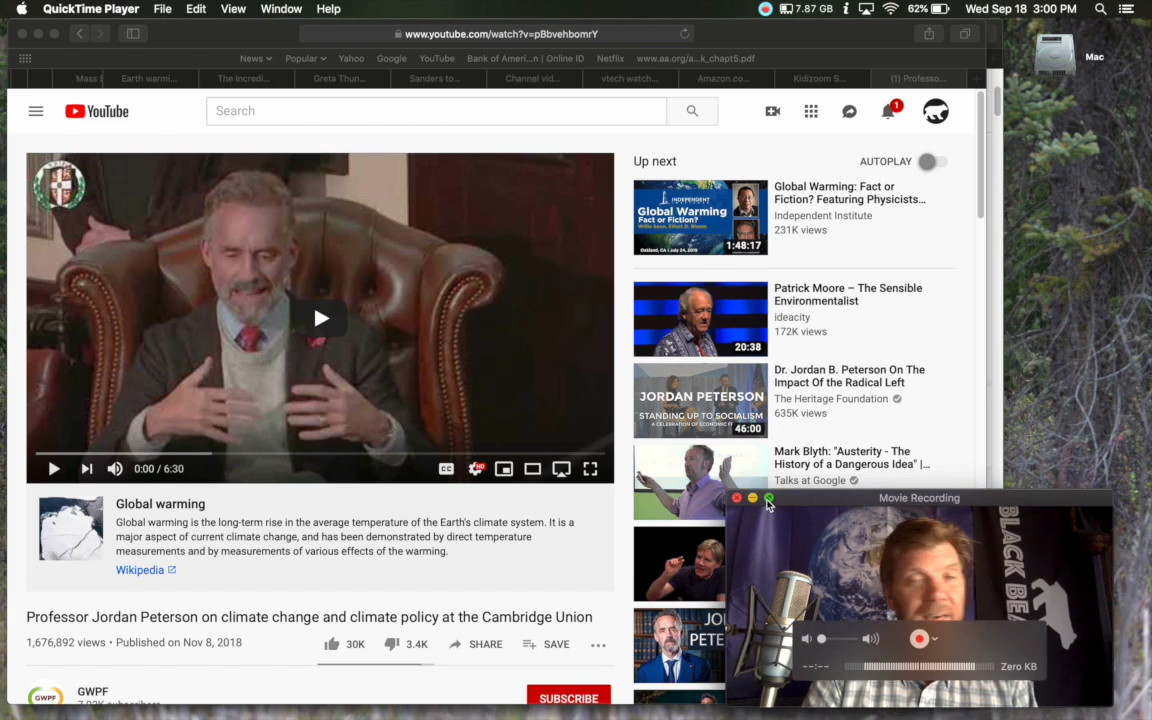 QuickTime Player File Edit View Window Help 7.87 GB 62% Wed Sep 18 3:00 PM
www.youtube.com/watch?v=pBbvehbomrY
News Popular Yahoo Google YouTube Bank of Ameri...n | Online ID Netflix www.aa.org/a...k_chapt5.pdf
Earth warmi... The Incredi... Greta Thun... Sanders to... Channel vid... vtech watch... Amazon.co... Kidizoom S... (1) Professo...
Mac
YouTube
Search
1
Up next
AUTOPLAY
Global Warming: Fact or
Fiction? Featuring Physicists...
Independent Institute
231K views
INDEPENDENT
Global Warming
Fact or Fiction?
1:48:17
Patrick Moore – The Sensible
Environmentalist
ideacity
172K views
20:38
Dr. Jordan B. Peterson On The
Impact Of the Radical Left
The Heritage Foundation
635K views
JORDAN PETERSON
STANDING UP TO SOCIALISM
46:00
Mark Blyth: "Austerity - The
History of a Dangerous Idea" |...
Talks at Google
0:00 / 6:30
CC
HD
Global warming
Global warming is the long-term rise in the average temperature of the Earth's climate system. It is a
major aspect of current climate change, and has been demonstrated by direct temperature
measurements and by measurements of various effects of the warming.
Wikipedia
Professor Jordan Peterson on climate change and climate policy at the Cambridge Union
1,676,892 views • Published on Nov 8, 2018
30K 3.4K SHARE SAVE
GWPF
GWPF
SUBSCRIBE
Movie Recording
BLACK BEA
--:-- Zero KB